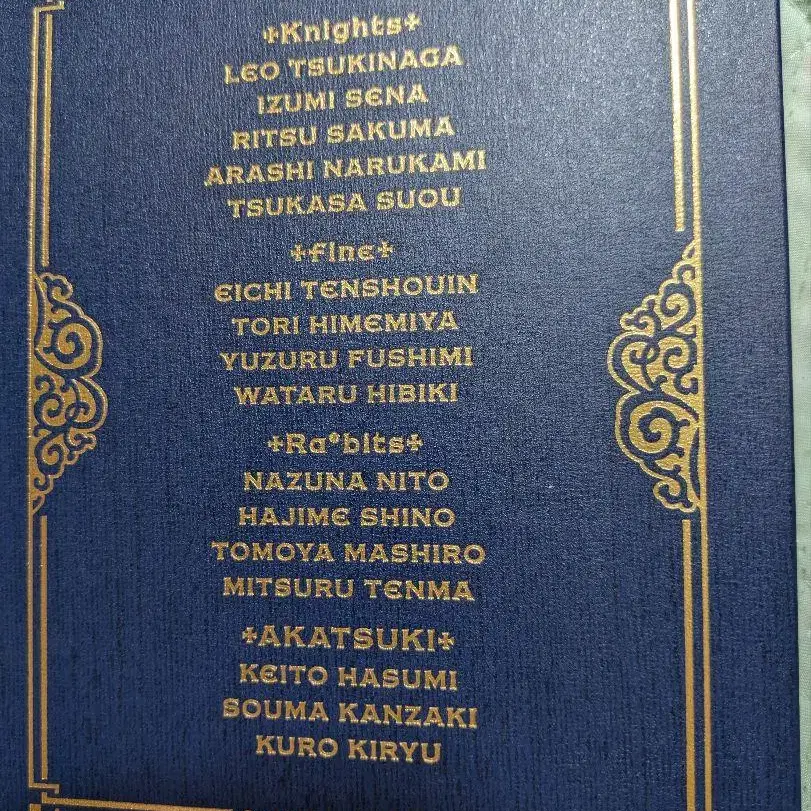 ✢Knights✢
LEO TSUKINAGA
IZUMI SENA
RITSU SAKUMA
ARASHI NARUKAMI
TSUKASA SUOU
✢fine✢
EICHI TENSHOUIN
TORI HIMEMIYA
YUZURU FUSHIMI
WATARU HIBIKI
✢Ra*bits✢
NAZUNA NITO
HAJIME SHINO
TOMOYA MASHIRO
MITSURU TENMA
✢AKATSUKI✢
KEITO HASUMI
SOUMA KANZAKI
KURO KIRYU